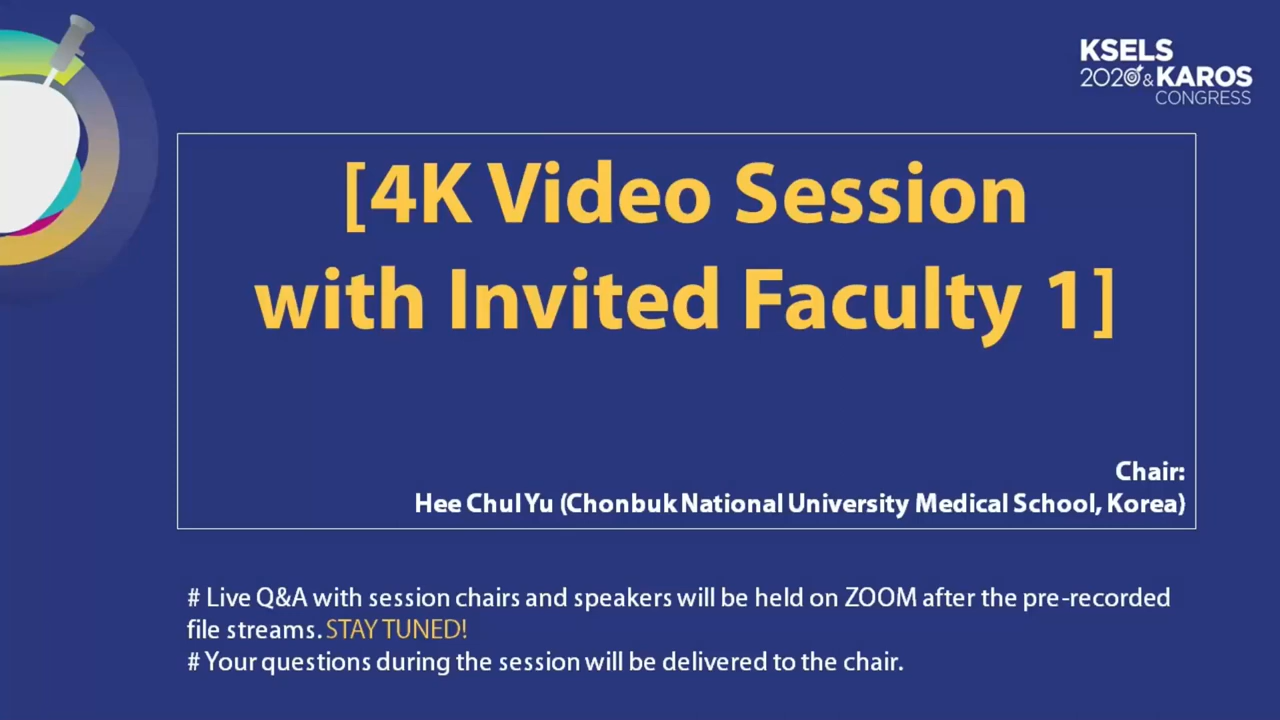 KSELS
2020 & KAROS
CONGRESS
[4K Video Session
with Invited Faculty 1]
Chair:
Hee Chul Yu (Chonbuk National University Medical School, Korea)
# Live Q&A with session chairs and speakers will be held on ZOOM after the pre-recorded
file streams. STAY TUNED!
# Your questions during the session will be delivered to the chair.